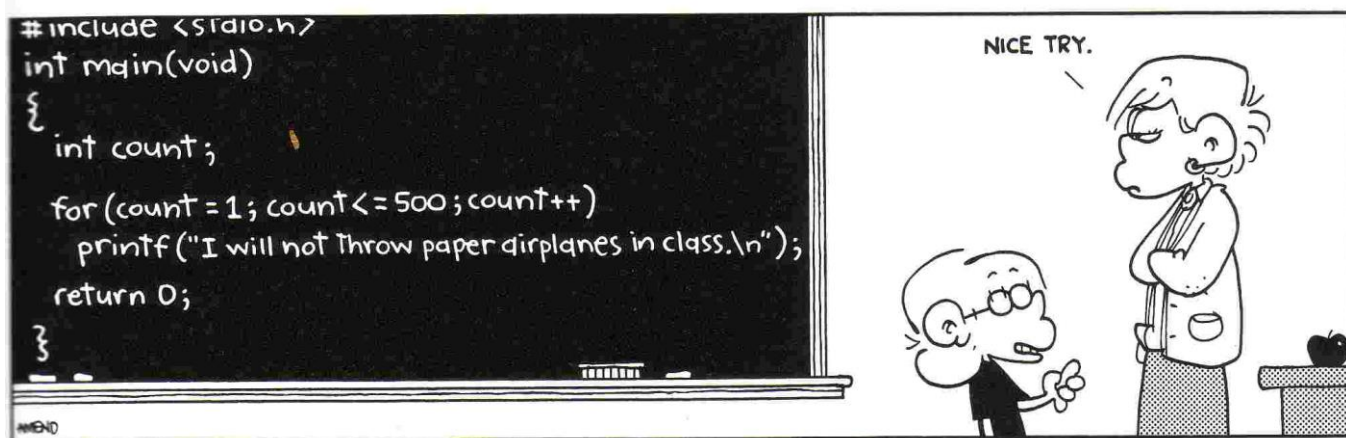 #include <stdio.h>
int main(void)
{
int count;
for (count = 1; count <= 500; count++)
printf("I will not throw paper airplanes in class.\n");
return 0;
}
NICE TRY.
AMEND